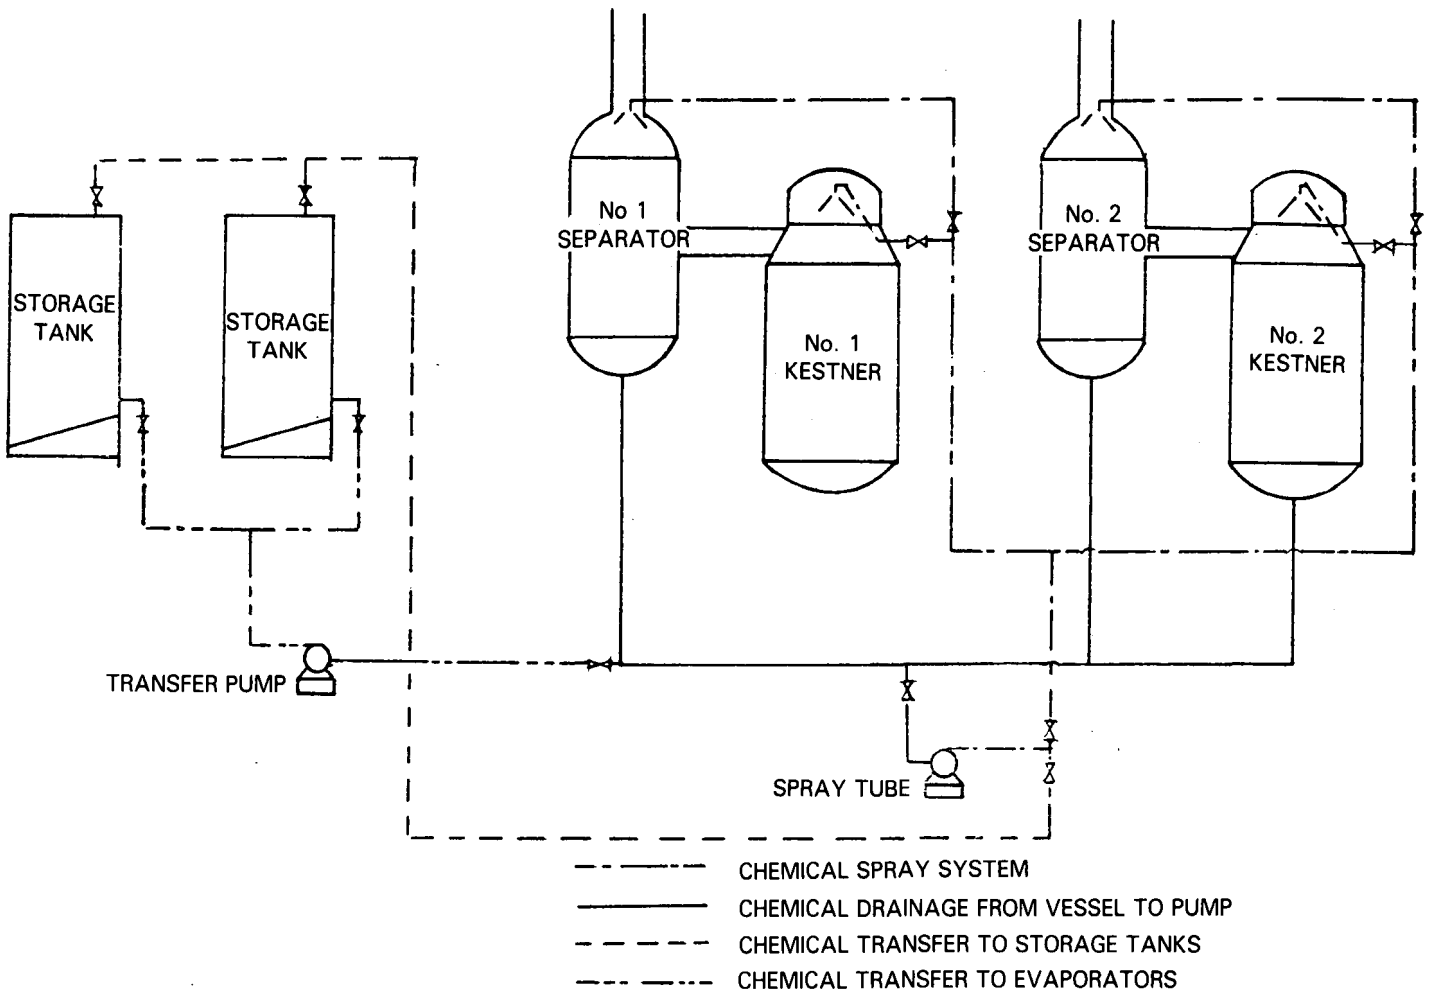 No 1
SEPARATOR
No. 2
SEPARATOR
STORAGE
TANK
STORAGE
TANK
No. 1
KESTNER
No. 2
KESTNER
TRANSFER PUMP
SPRAY TUBE
CHEMICAL SPRAY SYSTEM
CHEMICAL DRAINAGE FROM VESSEL TO PUMP
CHEMICAL TRANSFER TO STORAGE TANKS
CHEMICAL TRANSFER TO EVAPORATORS